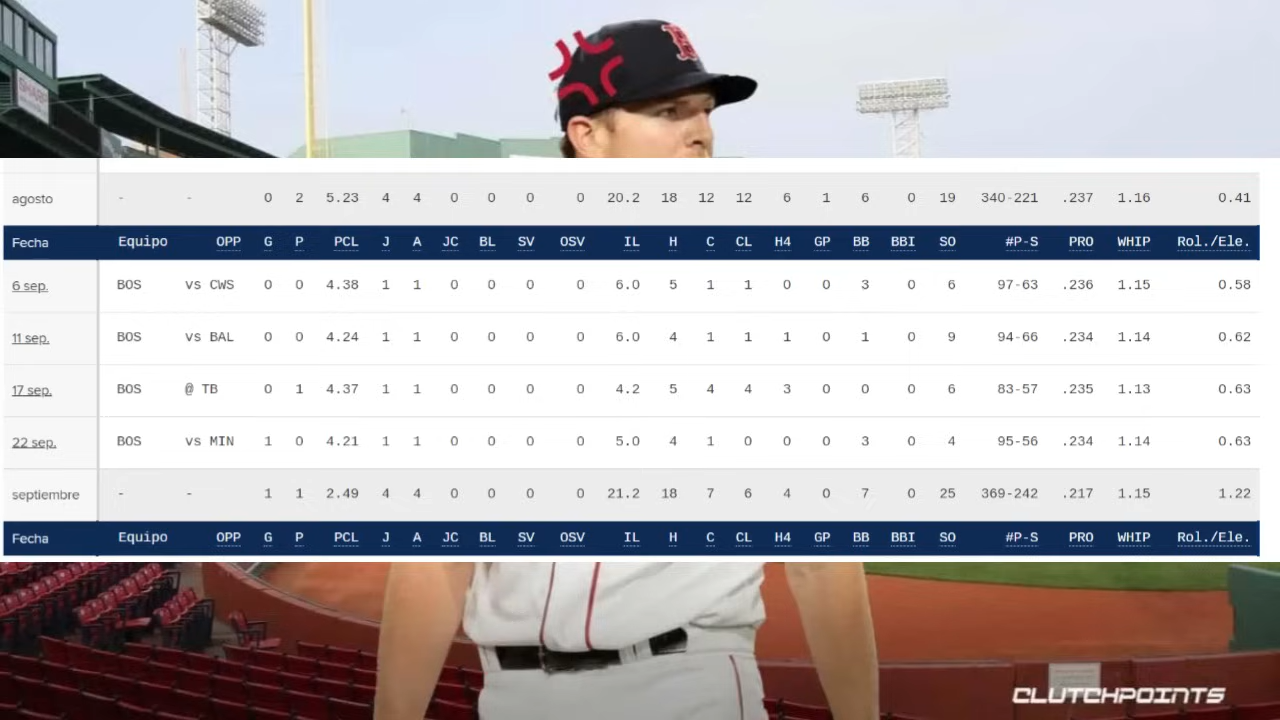 SHARP
B
agosto - - 0 2 5.23 4 4 0 0 0 0 20.2 18 12 12 6 1 6 0 19 340-221 .237 1.16 0.41
Fecha Equipo OPP G P PCL J A JC BL SV OSV IL H C CL H4 GP BB BBI SO #P-S PRO WHIP Rol./Ele.
6 sep. BOS vs CWS 0 0 4.38 1 1 0 0 0 0 6.0 5 1 1 0 0 3 0 6 97-63 .236 1.15 0.58
11 sep. BOS vs BAL 0 0 4.24 1 1 0 0 0 0 6.0 4 1 1 1 0 1 0 9 94-66 .234 1.14 0.62
17 sep. BOS @ TB 0 1 4.37 1 1 0 0 0 0 4.2 5 4 4 3 0 0 0 6 83-57 .235 1.13 0.63
22 sep. BOS vs MIN 1 0 4.21 1 1 0 0 0 0 5.0 4 1 0 0 0 3 0 4 95-56 .234 1.14 0.63
septiembre - - 1 1 2.49 4 4 0 0 0 0 21.2 18 7 6 4 0 7 0 25 369-242 .217 1.15 1.22
Fecha Equipo OPP G P PCL J A JC BL SV OSV IL H C CL H4 GP BB BBI SO #P-S PRO WHIP Rol./Ele.
CLUTCHPOINTS